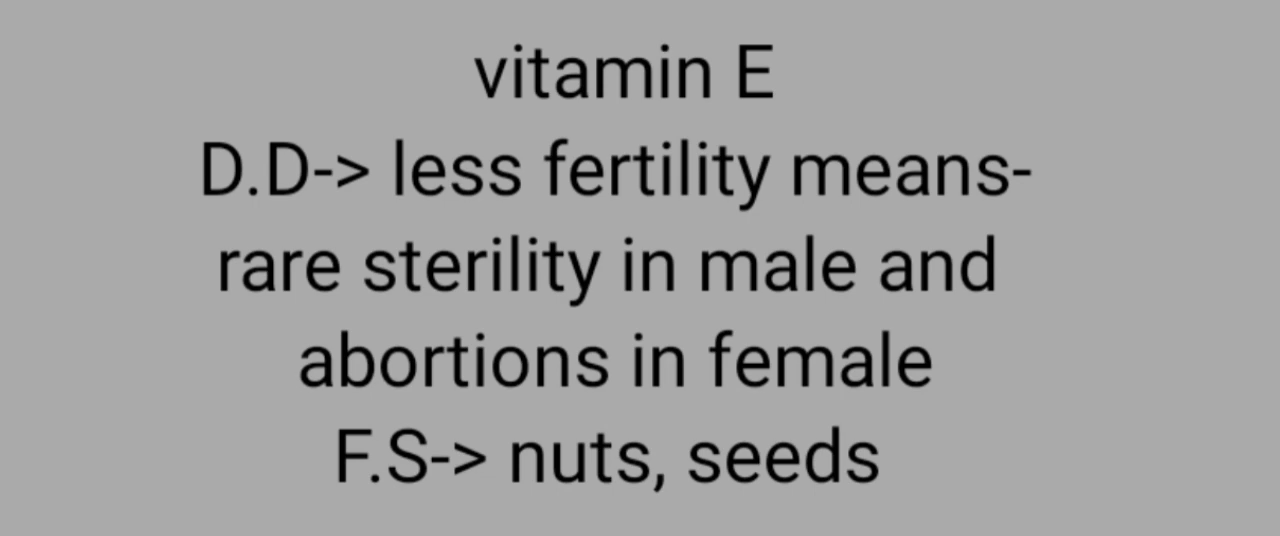 vitamin E
D.D-> less fertility means-
rare sterility in male and
abortions in female
F.S-> nuts, seeds